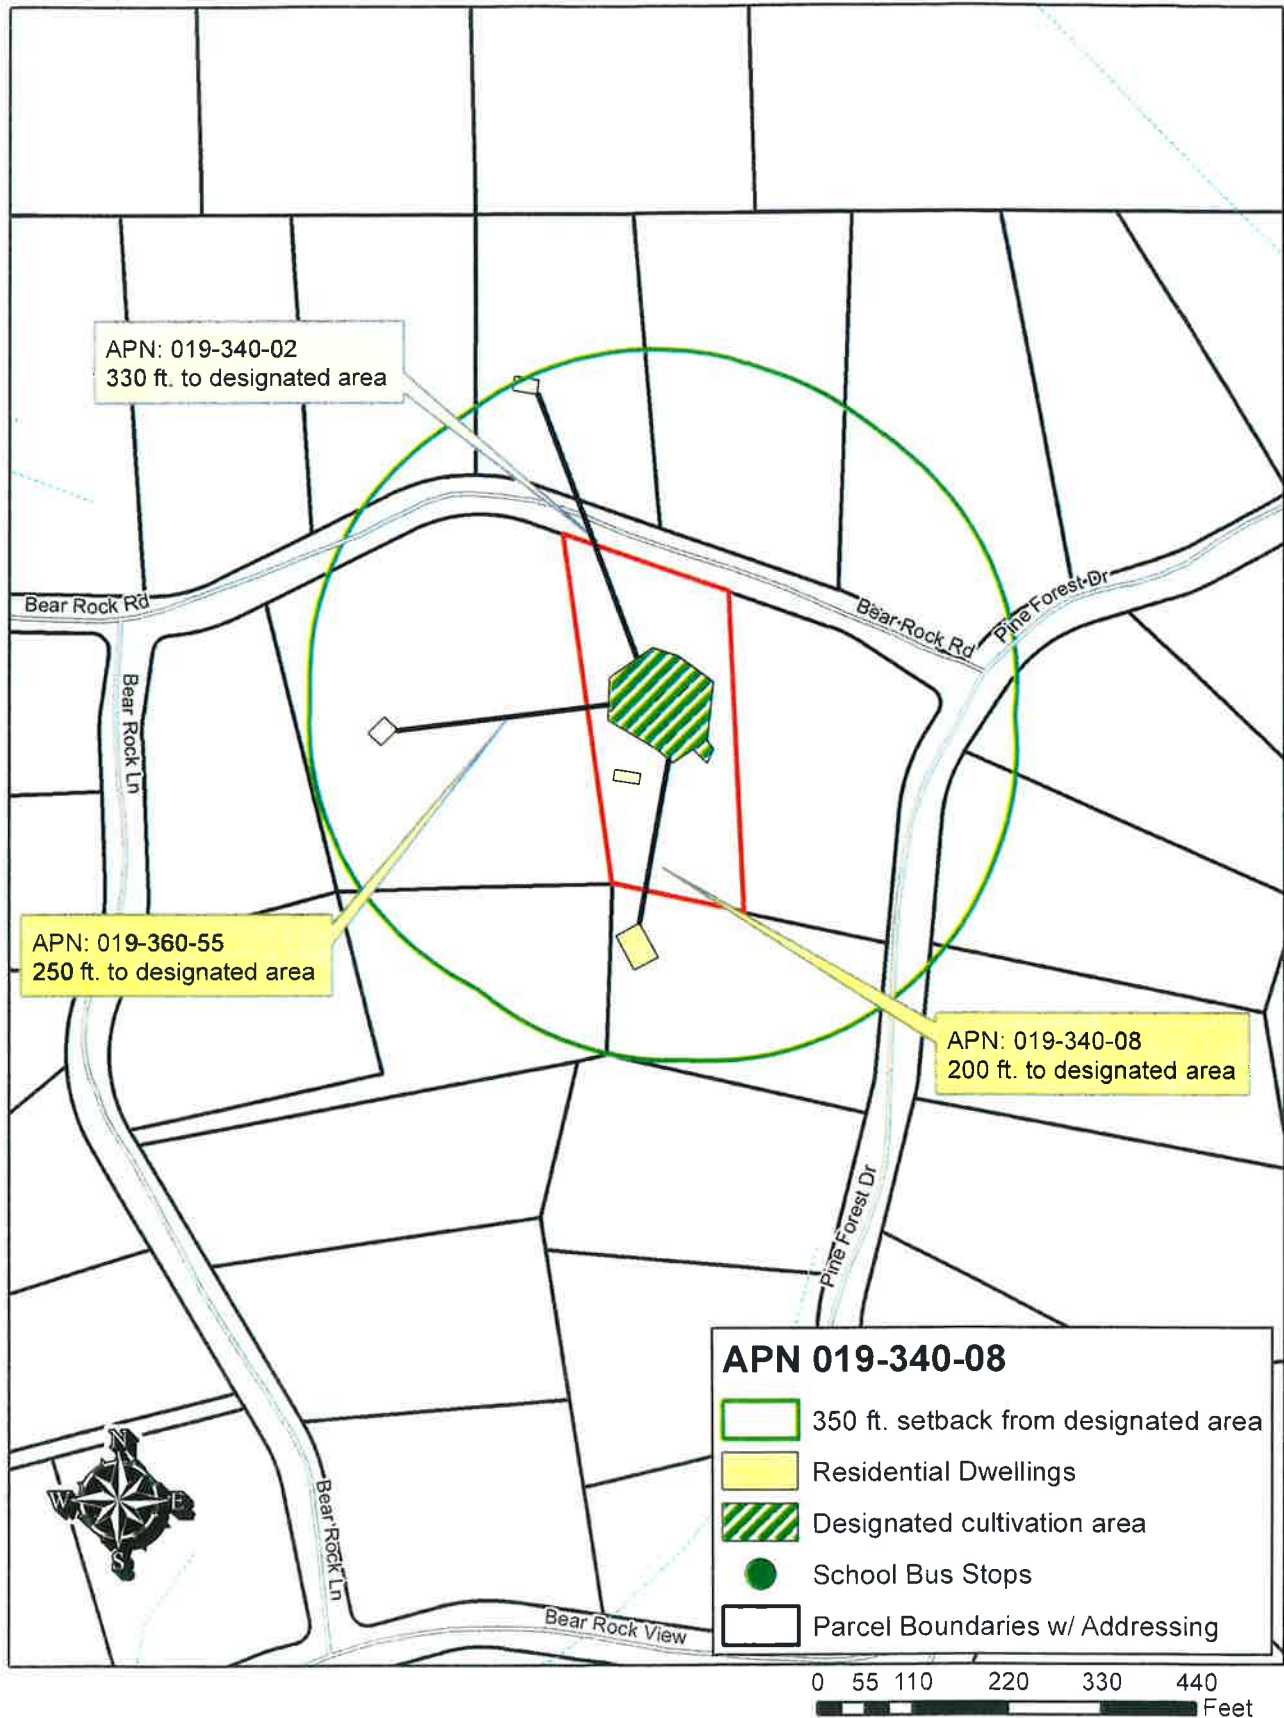 APN: 019-340-02
330 ft. to designated area
Bear Rock Rd
Bear Rock Rd
Pine Forest Dr
Bear Rock Ln
APN: 019-360-55
250 ft. to designated area
APN: 019-340-08
200 ft. to designated area
Pine Forest Dr
APN 019-340-08
350 ft. setback from designated area
Residential Dwellings
Designated cultivation area
School Bus Stops
Parcel Boundaries w/ Addressing
N
W E
S
Bear Rock Ln
Bear Rock View
0 55 110 220 330 440
Feet